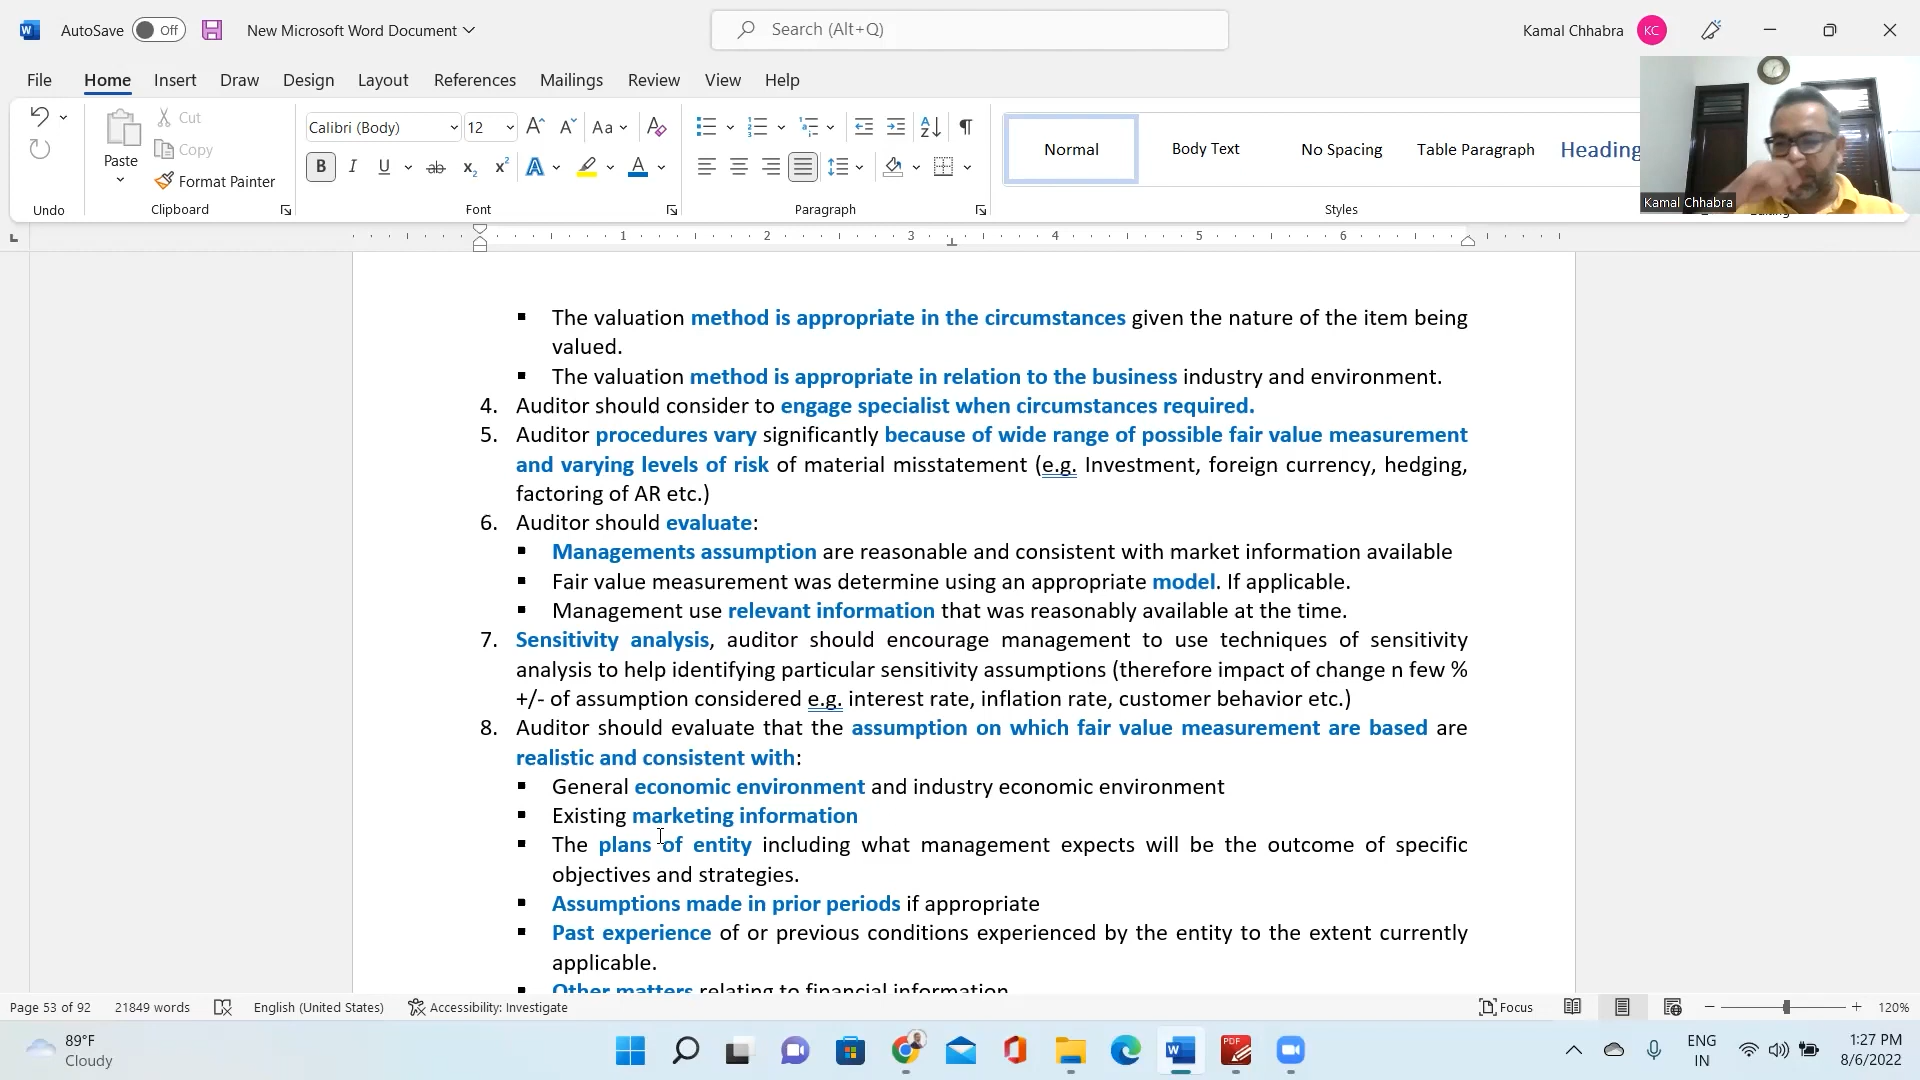 AutoSave Off New Microsoft Word Document Search (Alt+Q) Kamal Chhabra KC
File Home Insert Draw Design Layout References Mailings Review View Help
Paste Cut Copy Format Painter
Calibri (Body) 12
Normal Body Text No Spacing Table Paragraph Heading
Undo Clipboard Font Paragraph Styles
Kamal Chhabra
1 2 3 4 5 6
▪ The valuation method is appropriate in the circumstances given the nature of the item being
valued.
▪ The valuation method is appropriate in relation to the business industry and environment.
4. Auditor should consider to engage specialist when circumstances required.
5. Auditor procedures vary significantly because of wide range of possible fair value measurement
and varying levels of risk of material misstatement (e.g. Investment, foreign currency, hedging,
factoring of AR etc.)
6. Auditor should evaluate:
▪ Managements assumption are reasonable and consistent with market information available
▪ Fair value measurement was determine using an appropriate model. If applicable.
▪ Management use relevant information that was reasonably available at the time.
7. Sensitivity analysis, auditor should encourage management to use techniques of sensitivity
analysis to help identifying particular sensitivity assumptions (therefore impact of change n few %
+/- of assumption considered e.g. interest rate, inflation rate, customer behavior etc.)
8. Auditor should evaluate that the assumption on which fair value measurement are based are
realistic and consistent with:
▪ General economic environment and industry economic environment
▪ Existing marketing information
▪ The plans of entity including what management expects will be the outcome of specific
objectives and strategies.
▪ Assumptions made in prior periods if appropriate
▪ Past experience of or previous conditions experienced by the entity to the extent currently
applicable.
▪ Other matters relating to financial information
Page 53 of 92 21849 words English (United States) Accessibility: Investigate Focus 120%
89°F
Cloudy
ENG
IN
1:27 PM
8/6/2022